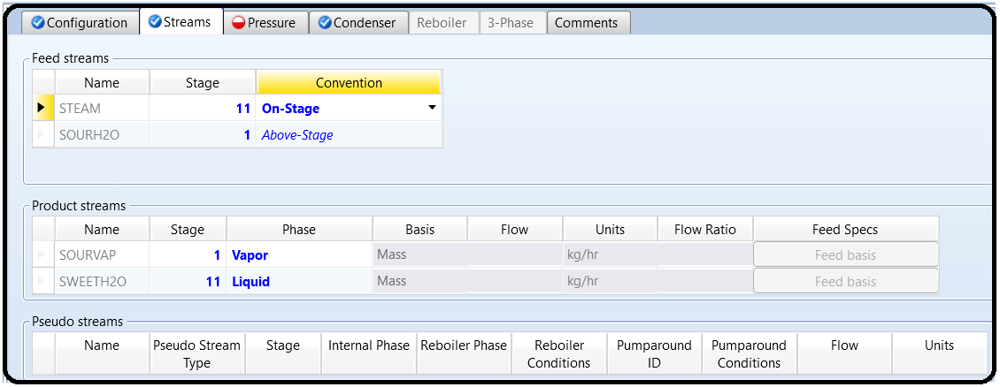 Configuration Streams Pressure Condenser Reboiler 3-Phase Comments
Feed streams
Name Stage Convention
STEAM 11 On-Stage
SOURH2O 1 Above-Stage
Product streams
Name Stage Phase Basis Flow Units Flow Ratio Feed Specs
SOURVAP 1 Vapor Mass kg/hr Feed basis
SWEETH2O 11 Liquid Mass kg/hr Feed basis
Pseudo streams
Name Pseudo Stream Type Stage Internal Phase Reboiler Phase Reboiler Conditions Pumparound ID Pumparound Conditions Flow Units